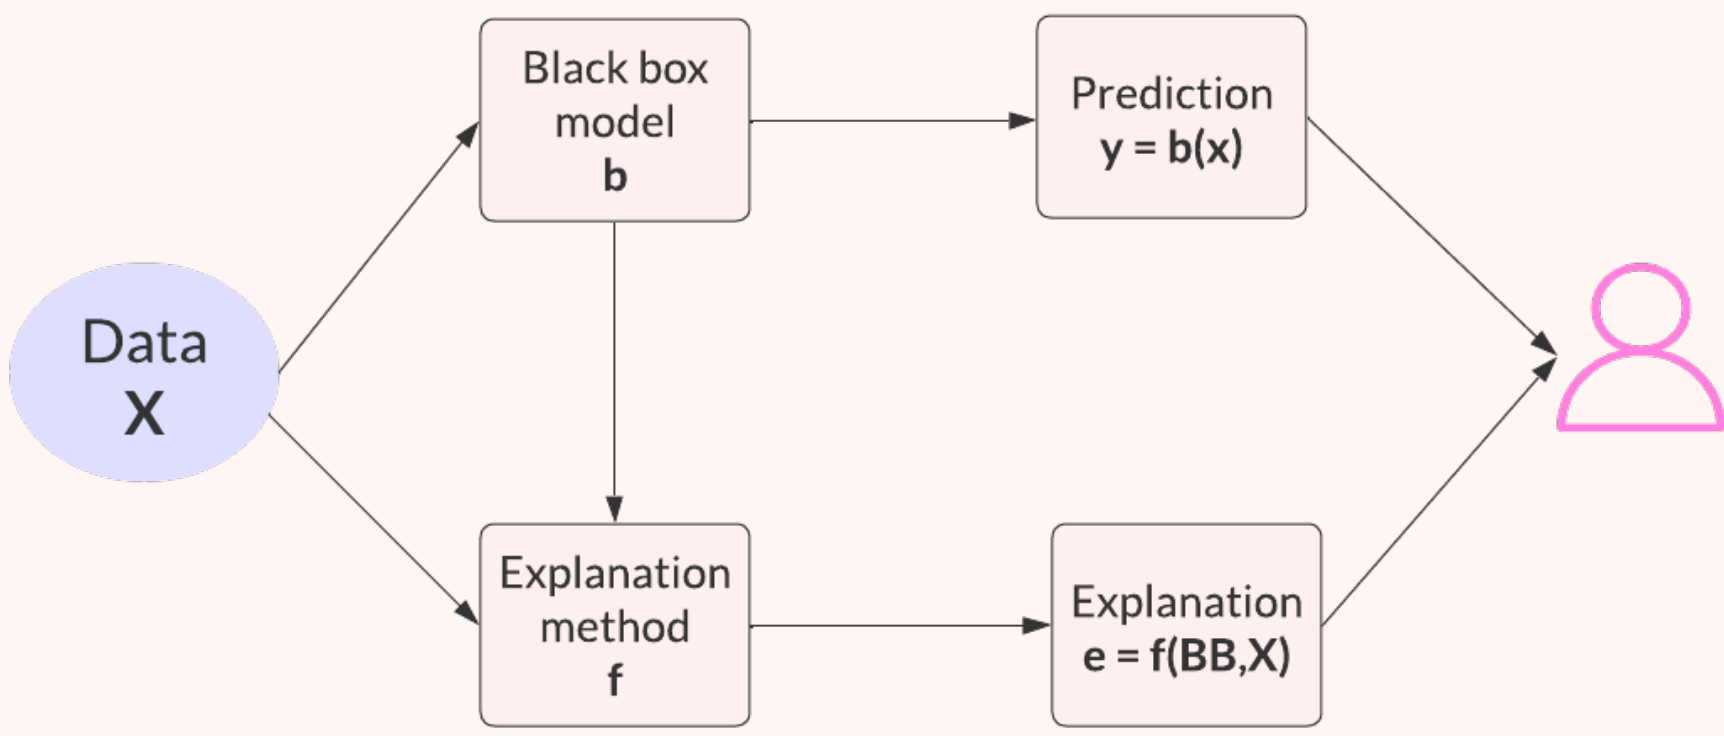 Black box
model
b
Prediction
y = b(x)
Data
X
Explanation
method
f
Explanation
e = f(BB,X)